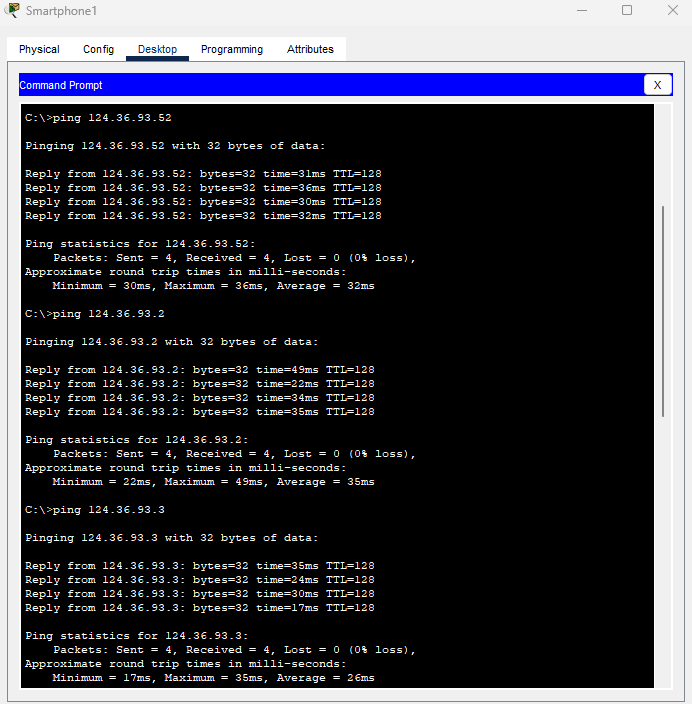 Smartphone1
Physical Config Desktop Programming Attributes
Command Prompt X
C:\>ping 124.36.93.52
Pinging 124.36.93.52 with 32 bytes of data:
Reply from 124.36.93.52: bytes=32 time=31ms TTL=128
Reply from 124.36.93.52: bytes=32 time=36ms TTL=128
Reply from 124.36.93.52: bytes=32 time=30ms TTL=128
Reply from 124.36.93.52: bytes=32 time=32ms TTL=128
Ping statistics for 124.36.93.52:
Packets: Sent = 4, Received = 4, Lost = 0 (0% loss),
Approximate round trip times in milli-seconds:
Minimum = 30ms, Maximum = 36ms, Average = 32ms
C:\>ping 124.36.93.2
Pinging 124.36.93.2 with 32 bytes of data:
Reply from 124.36.93.2: bytes=32 time=49ms TTL=128
Reply from 124.36.93.2: bytes=32 time=22ms TTL=128
Reply from 124.36.93.2: bytes=32 time=34ms TTL=128
Reply from 124.36.93.2: bytes=32 time=35ms TTL=128
Ping statistics for 124.36.93.2:
Packets: Sent = 4, Received = 4, Lost = 0 (0% loss),
Approximate round trip times in milli-seconds:
Minimum = 22ms, Maximum = 49ms, Average = 35ms
C:\>ping 124.36.93.3
Pinging 124.36.93.3 with 32 bytes of data:
Reply from 124.36.93.3: bytes=32 time=35ms TTL=128
Reply from 124.36.93.3: bytes=32 time=24ms TTL=128
Reply from 124.36.93.3: bytes=32 time=30ms TTL=128
Reply from 124.36.93.3: bytes=32 time=17ms TTL=128
Ping statistics for 124.36.93.3:
Packets: Sent = 4, Received = 4, Lost = 0 (0% loss),
Approximate round trip times in milli-seconds:
Minimum = 17ms, Maximum = 35ms, Average = 26ms